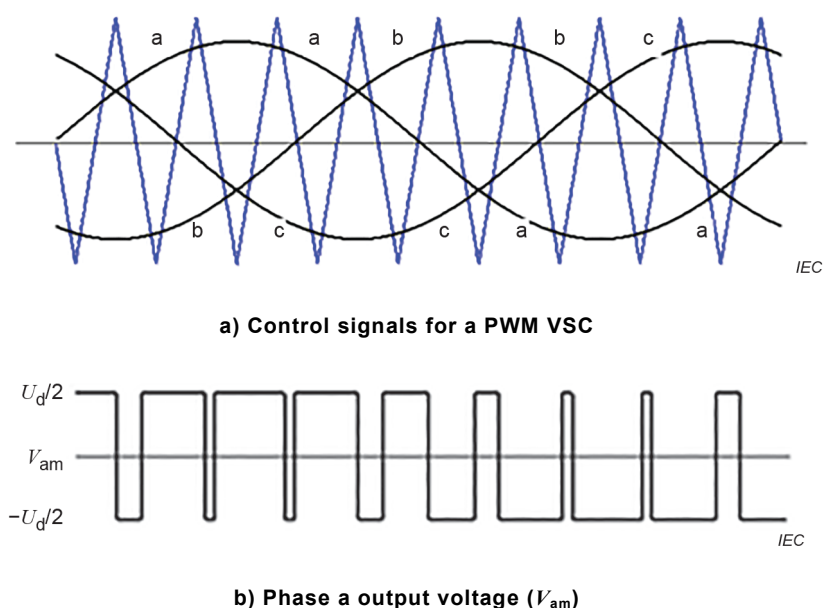 a a b b c
b c c a a
IEC
a) Control signals for a PWM VSC
Ud/2
Vam
−Ud/2
IEC
b) Phase a output voltage (Vam)